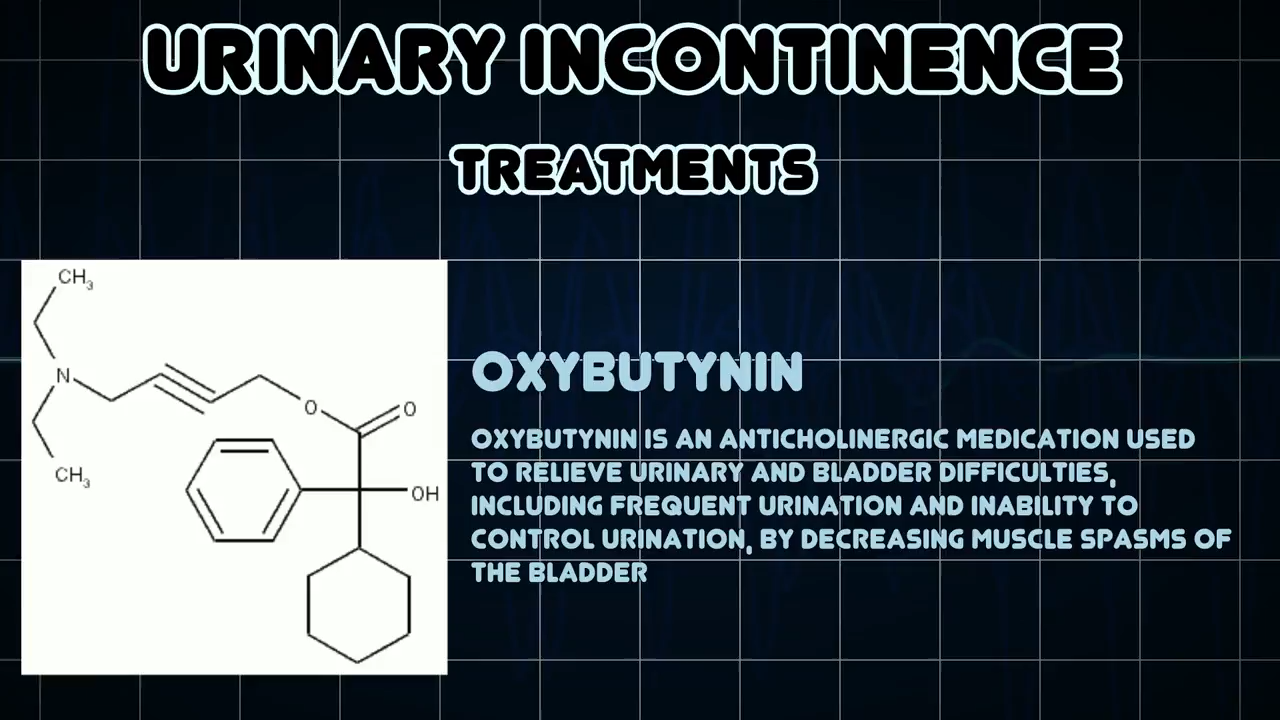 URINARY INCONTINENCE
TREATMENTS
CH₃
N
O
O
OH
CH₃
OXYBUTYNIN
OXYBUTYNIN IS AN ANTICHOLINERGIC MEDICATION USED
TO RELIEVE URINARY AND BLADDER DIFFICULTIES,
INCLUDING FREQUENT URINATION AND INABILITY TO
CONTROL URINATION, BY DECREASING MUSCLE SPASMS OF
THE BLADDER